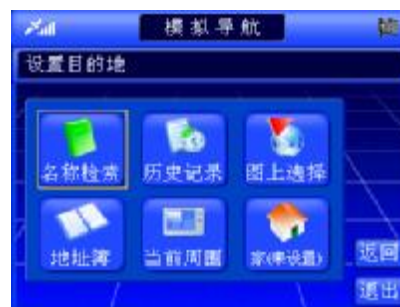 模拟导航
设置目的地
名称检索 历史记录 图上选择
地址簿 当前周围 家(未设置)
返回
退出